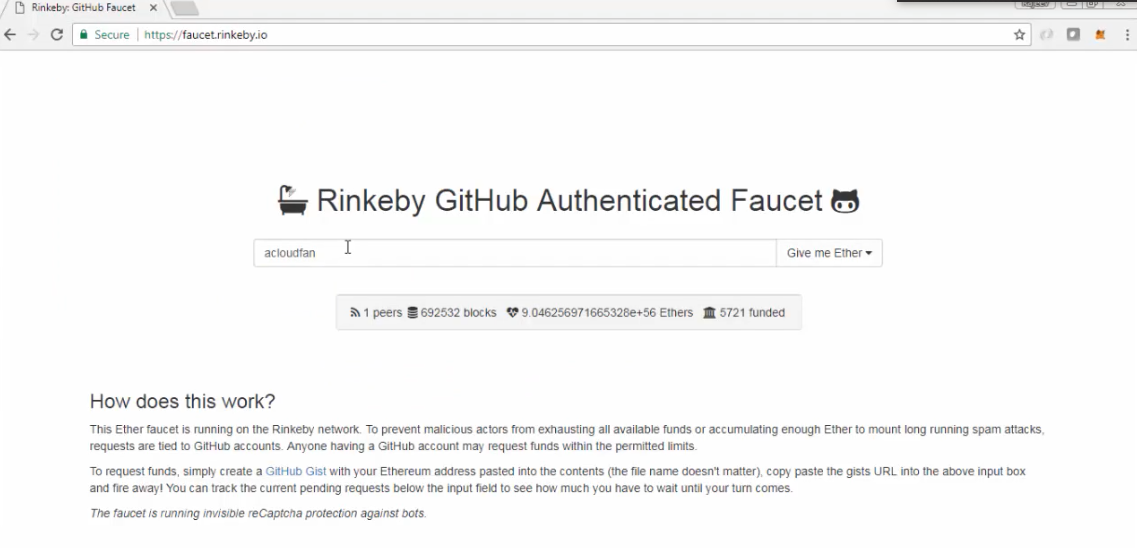 Rinkeby: GitHub Faucet
Secure https://faucet.rinkeby.io
Rinkeby GitHub Authenticated Faucet
acloudfan Give me Ether
1 peers 692532 blocks 9.046256971665328e+56 Ethers 5721 funded
How does this work?
This Ether faucet is running on the Rinkeby network. To prevent malicious actors from exhausting all available funds or accumulating enough Ether to mount long running spam attacks,
requests are tied to GitHub accounts. Anyone having a GitHub account may request funds within the permitted limits.
To request funds, simply create a GitHub Gist with your Ethereum address pasted into the contents (the file name doesn't matter), copy paste the gists URL into the above input box
and fire away! You can track the current pending requests below the input field to see how much you have to wait until your turn comes.
The faucet is running invisible reCaptcha protection against bots.